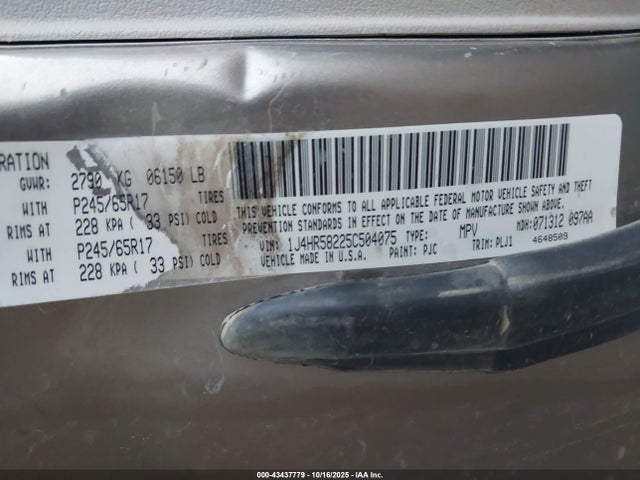 RATION
GVWR: 2790 KG 06150 LB
TIRES
WITH P245/65R17
RIMS AT 228 KPA ( 33 PSI) COLD
TIRES
WITH P245/65R17
RIMS AT 228 KPA ( 33 PSI) COLD
THIS VEHICLE CONFORMS TO ALL APPLICABLE FEDERAL MOTOR VEHICLE SAFETY AND THEFT
PREVENTION STANDARDS IN EFFECT ON THE DATE OF MANUFACTURE SHOWN ABOVE.
VIN: 1J4HR58225C504075 TYPE: MPV MDH: 071312 097AA
VEHICLE MADE IN U.S.A. PAINT: PJC TRIM: PLJ1 4648509
000-43437779 - 10/16/2025 - IAA Inc.